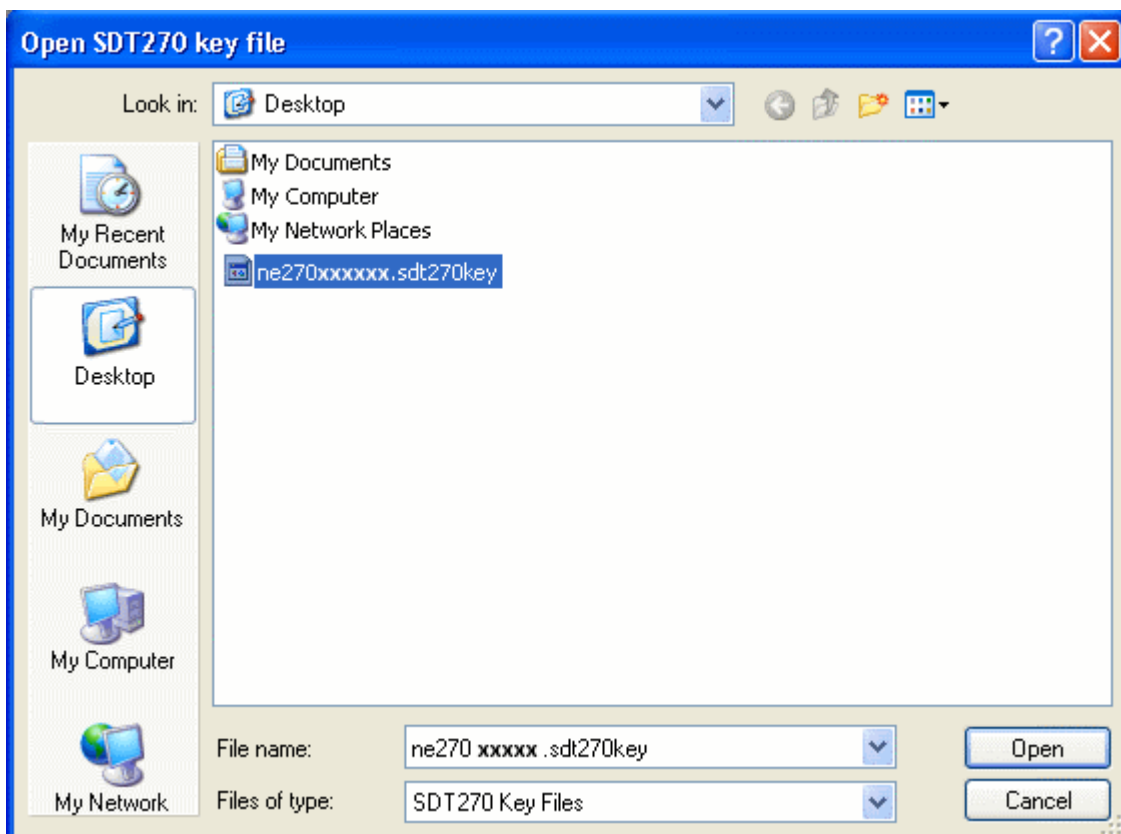 Open SDT270 key file
Look in:
Desktop
My Documents
My Computer
My Network Places
ne270xxxxxx.sdt270key
My Recent
Documents
Desktop
My Documents
My Computer
My Network
File name:
ne270 xxxxx .sdt270key
Open
Files of type:
SDT270 Key Files
Cancel